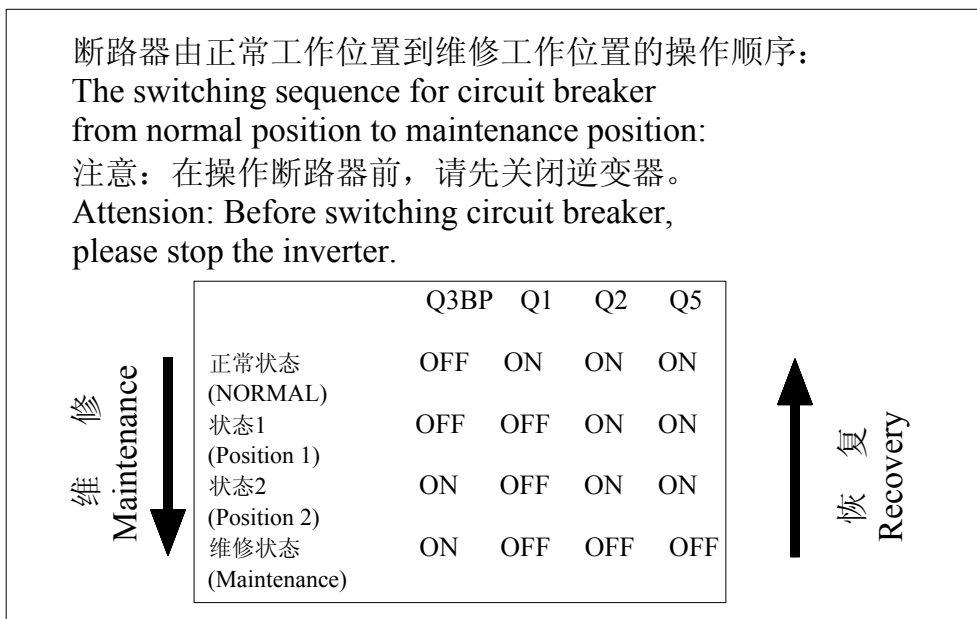 断路器由正常工作位置到维修工作位置的操作顺序：
The switching sequence for circuit breaker
from normal position to maintenance position:
注意：在操作断路器前，请先关闭逆变器。
Attension: Before switching circuit breaker,
please stop the inverter.
Q3BP Q1 Q2 Q5
正常状态 OFF ON ON ON
(NORMAL)
状态1 OFF OFF ON ON
(Position 1)
状态2 ON OFF ON ON
(Position 2)
维修状态 ON OFF OFF OFF
(Maintenance)
维 修
Maintenance
恢 复
Recovery